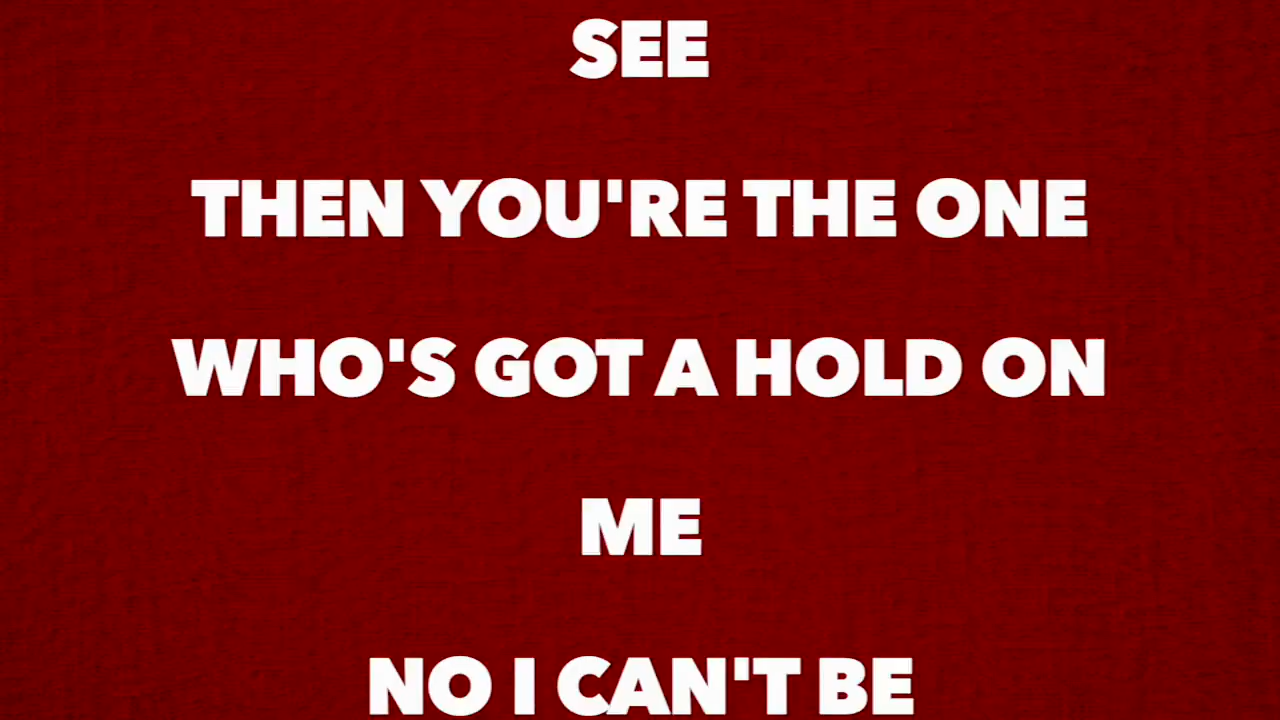 SEE
THEN YOU'RE THE ONE
WHO'S GOT A HOLD ON
ME
NO I CAN'T BE